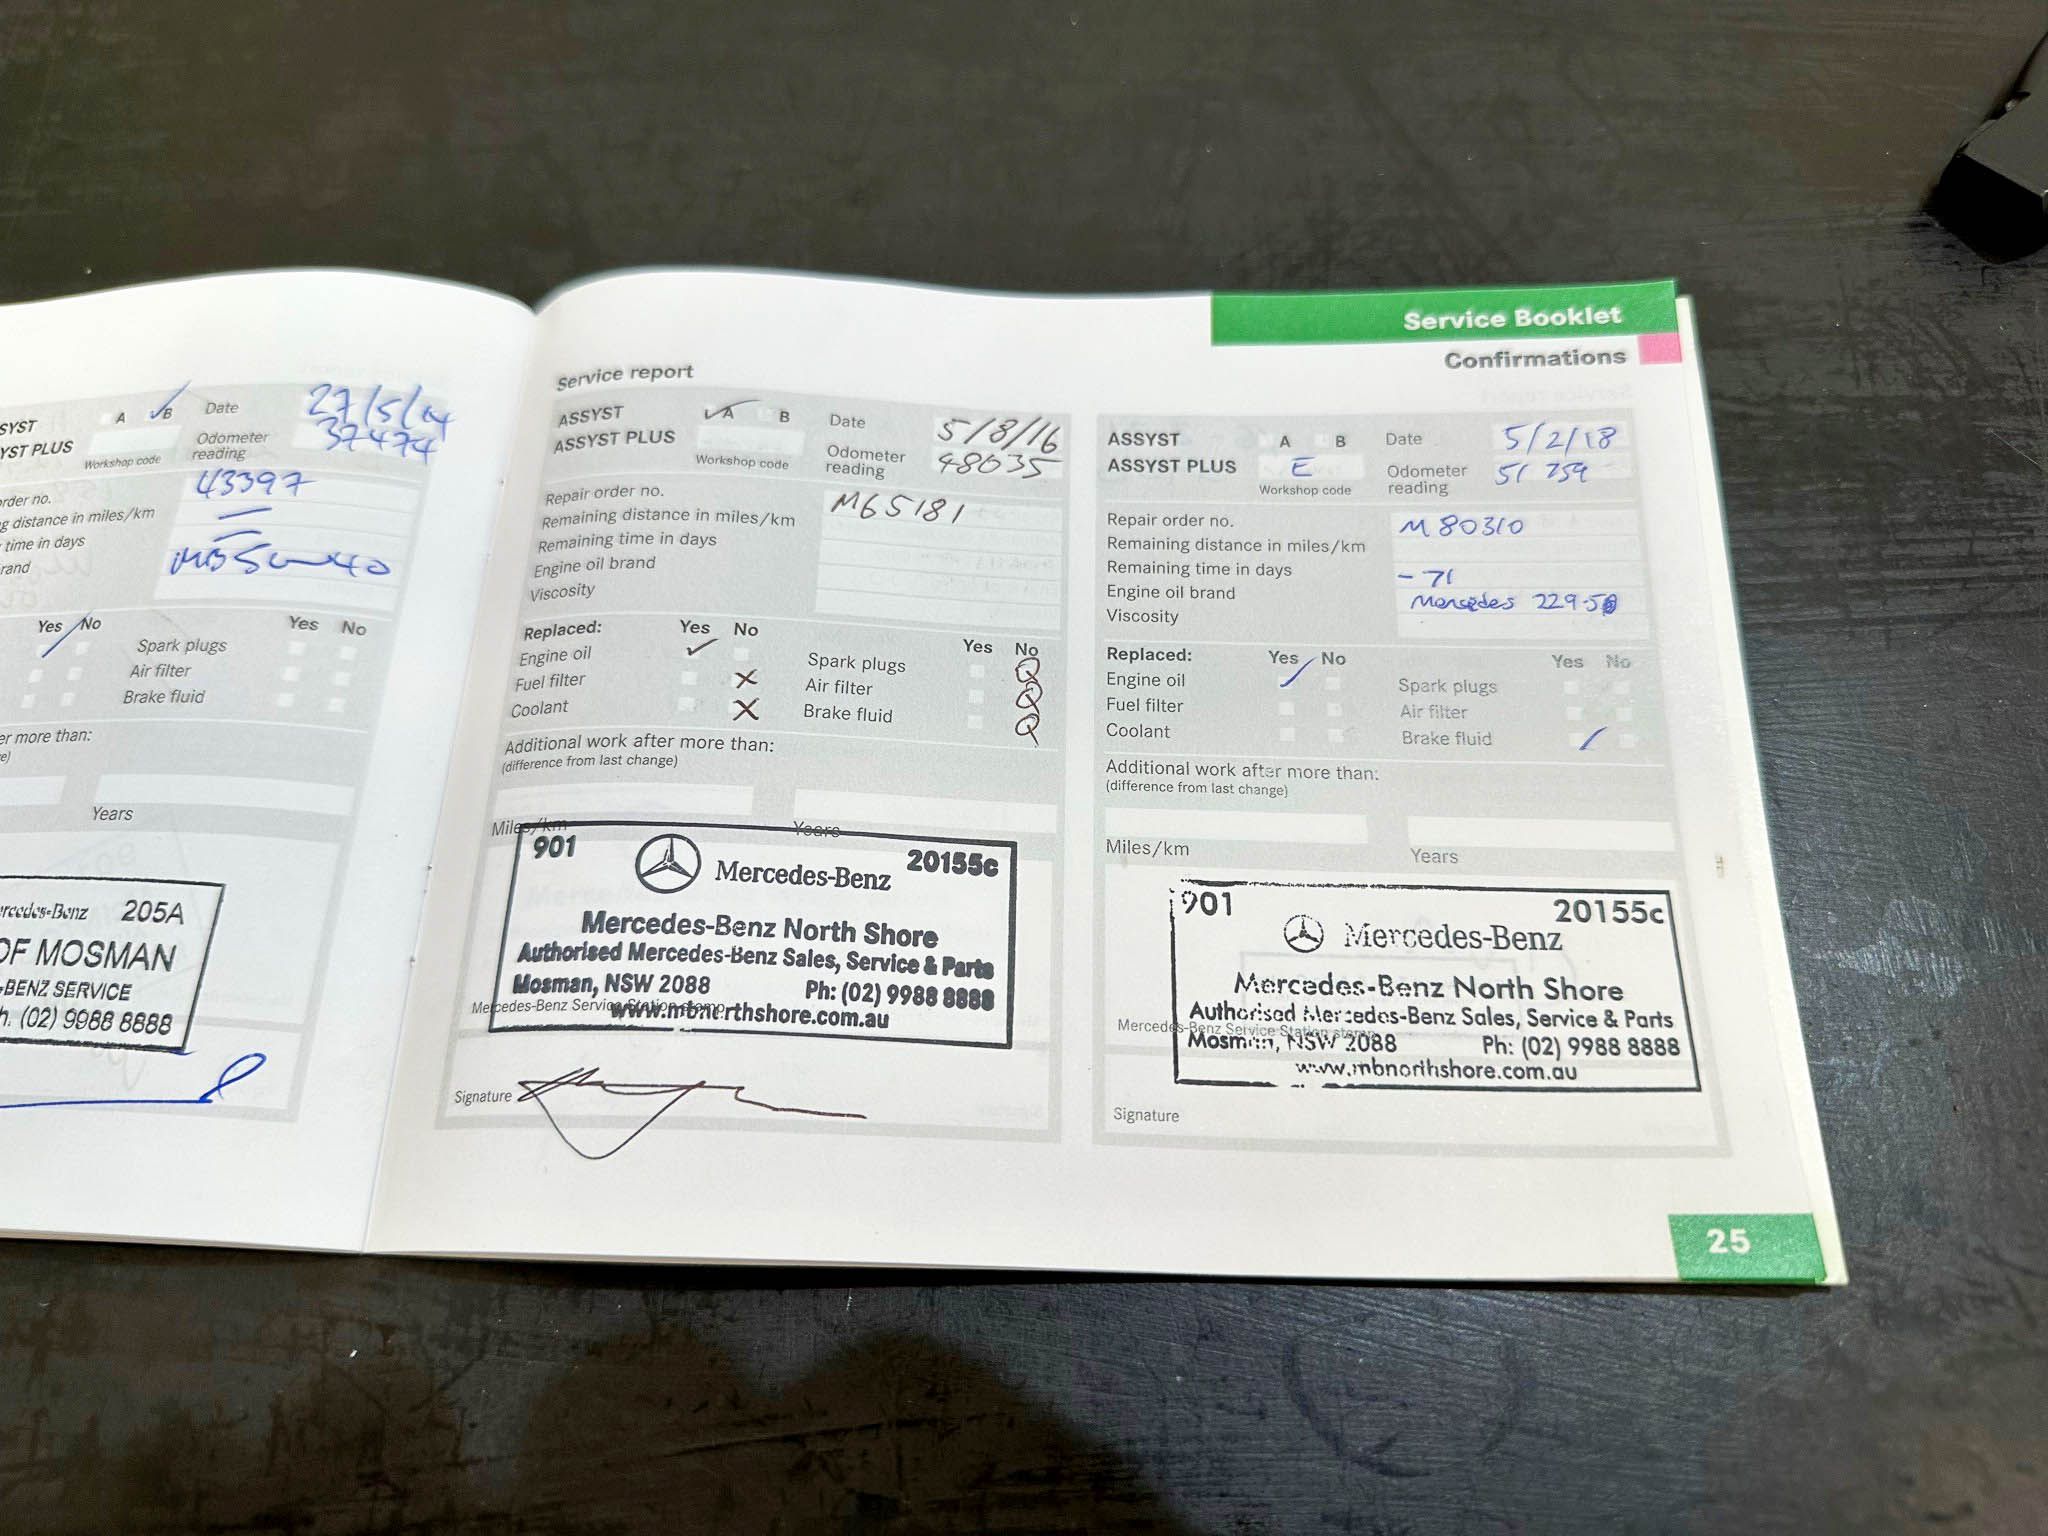 SYST A B Date 27/5/14
YST PLUS Odometer reading 37474
Workshop code
order no. 43397
g distance in miles/km
time in days
rand MB 5w-40
Yes No Yes No
Spark plugs
Air filter
Brake fluid
er more than:
e)
Years
rcedes-Benz 205A
OF MOSMAN
-BENZ SERVICE
h. (02) 9988 8888
Service Booklet
Confirmations
Service report
ASSYST A B Date 5/8/16
ASSYST PLUS Odometer reading 48035
Workshop code
Repair order no. M65181
Remaining distance in miles/km
Remaining time in days
Engine oil brand
Viscosity
Replaced: Yes No Yes No
Engine oil Spark plugs
Fuel filter Air filter
Coolant Brake fluid
Additional work after more than:
(difference from last change)
Miles/km Years
901 Mercedes-Benz 20155c
Mercedes-Benz North Shore
Authorised Mercedes-Benz Sales, Service & Parts
Mosman, NSW 2088 Ph: (02) 9988 8888
Mercedes-Benz Service Station stamp
www.mbnorthshore.com.au
Signature
ASSYST A B Date 5/2/18
ASSYST PLUS E Odometer reading 51759
Workshop code
Repair order no. M80310
Remaining distance in miles/km
Remaining time in days - 71
Engine oil brand Mercedes 229.5
Viscosity
Replaced: Yes No Yes No
Engine oil Spark plugs
Fuel filter Air filter
Coolant Brake fluid
Additional work after more than:
(difference from last change)
Miles/km Years
901 20155c
Mercedes-Benz
Mercedes-Benz North Shore
Authorised Mercedes-Benz Sales, Service & Parts
Mercedes-Benz Service Station stamp
Mosman, NSW 2088 Ph: (02) 9988 8888
www.mbnorthshore.com.au
Signature
25